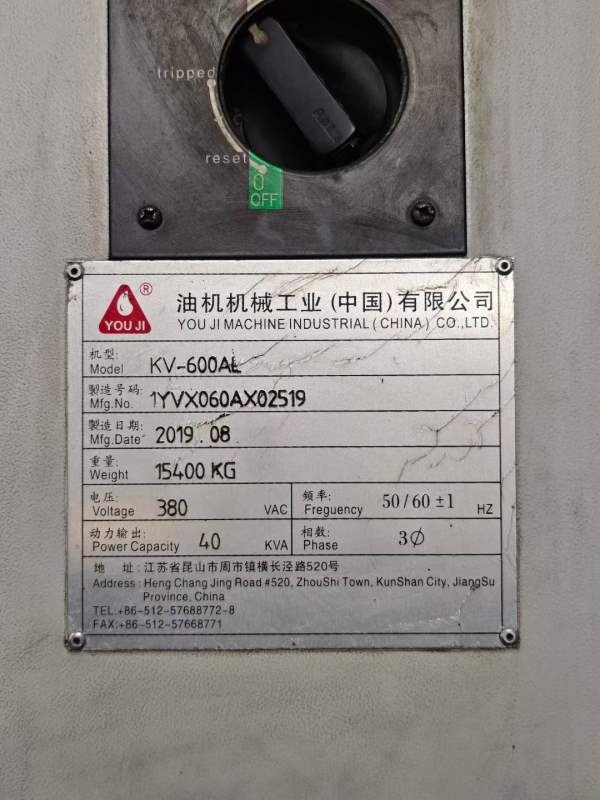 tripped
reset
0
OFF
YOU JI ®
油机机械工业(中国)有限公司
YOU JI MACHINE INDUSTRIAL (CHINA) CO.,LTD.
机型:
Model KV-600AL
製造号码:
Mfg.No. 1YVX060AX02519
製造日期:
Mfg.Date 2019.08
重量:
Weight 15400 KG
电压:
Voltage 380 VAC
频率:
Freguency 50/60 ±1 HZ
动力输出:
Power Capacity 40 KVA
相数:
Phase 3Ø
地 址:江苏省昆山市周市镇横长泾路520号
Address: Heng Chang Jing Road #520, ZhouShi Town, KunShan City, JiangSu
Province, China
TEL:+86-512-57688772-8
FAX:+86-512-57668771